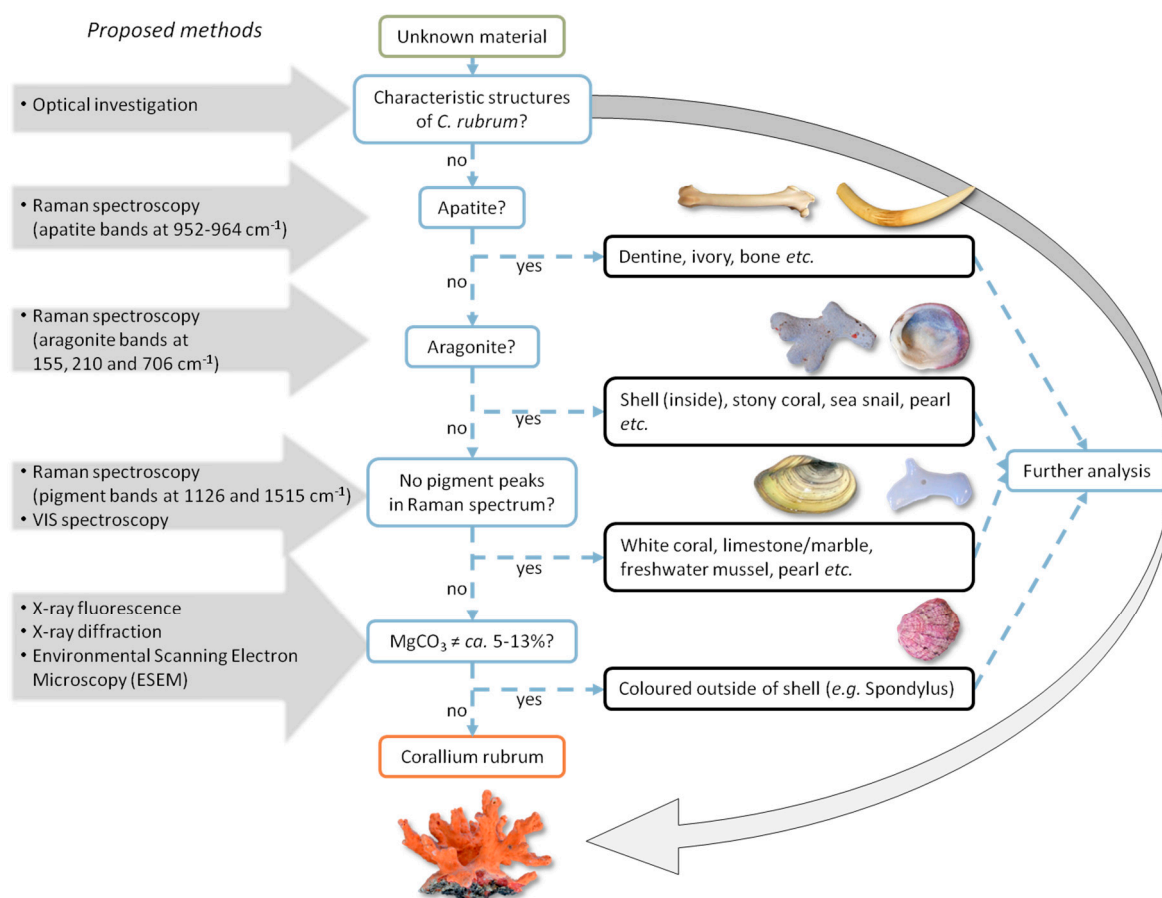 Proposed methods
Unknown material
• Optical investigation
Characteristic structures
of C. rubrum?
no
• Raman spectroscopy
(apatite bands at 952-964 cm⁻¹)
Apatite?
yes
Dentine, ivory, bone etc.
no
• Raman spectroscopy
(aragonite bands at
155, 210 and 706 cm⁻¹)
Aragonite?
yes
Shell (inside), stony coral, sea snail, pearl
etc.
no
• Raman spectroscopy
(pigment bands at 1126 and 1515 cm⁻¹)
• VIS spectroscopy
No pigment peaks
in Raman spectrum?
Further analysis
yes
White coral, limestone/marble,
freshwater mussel, pearl etc.
no
• X-ray fluorescence
• X-ray diffraction
• Environmental Scanning Electron
Microscopy (ESEM)
MgCO₃ ≠ ca. 5-13%?
yes
Coloured outside of shell (e.g. Spondylus)
no
Corallium rubrum